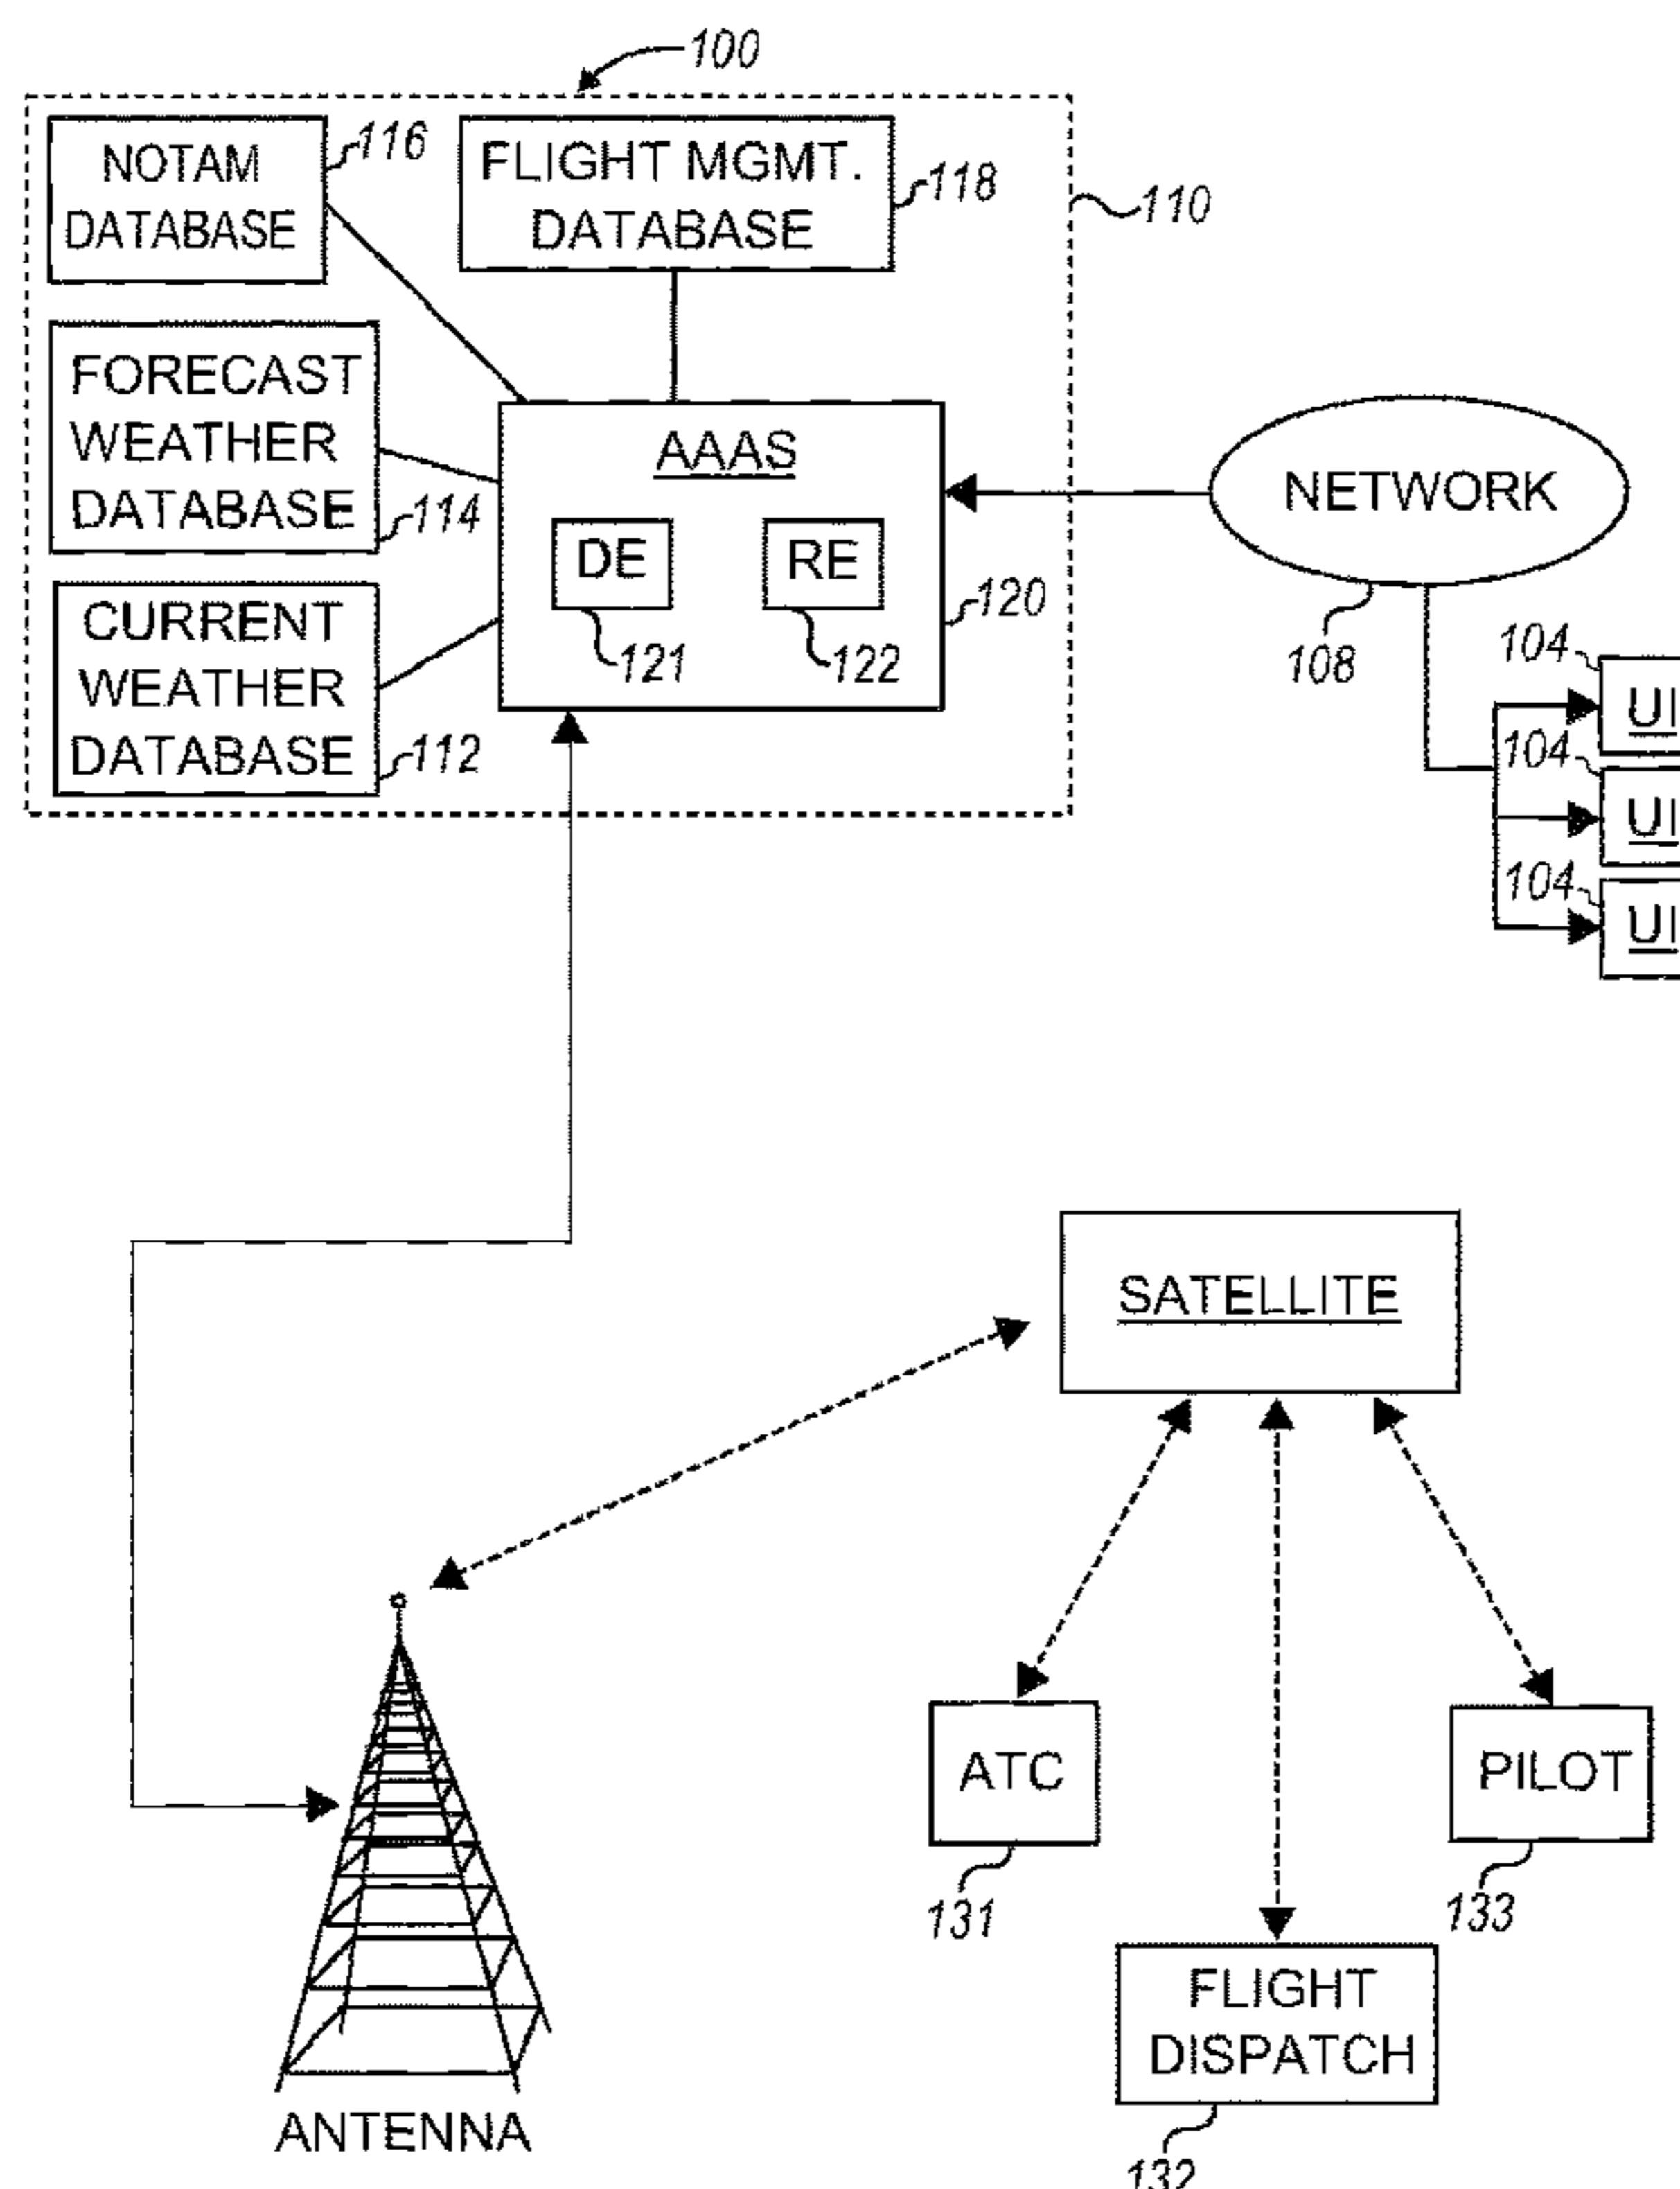 100
NOTAM
DATABASE
116
FLIGHT MGMT.
DATABASE
118
110
FORECAST
WEATHER
DATABASE
114
AAAS
DE
RE
121
122
120
NETWORK
108
CURRENT
WEATHER
DATABASE
112
104
UI
104
UI
104
UI
SATELLITE
ATC
131
PILOT
133
FLIGHT
DISPATCH
132
ANTENNA